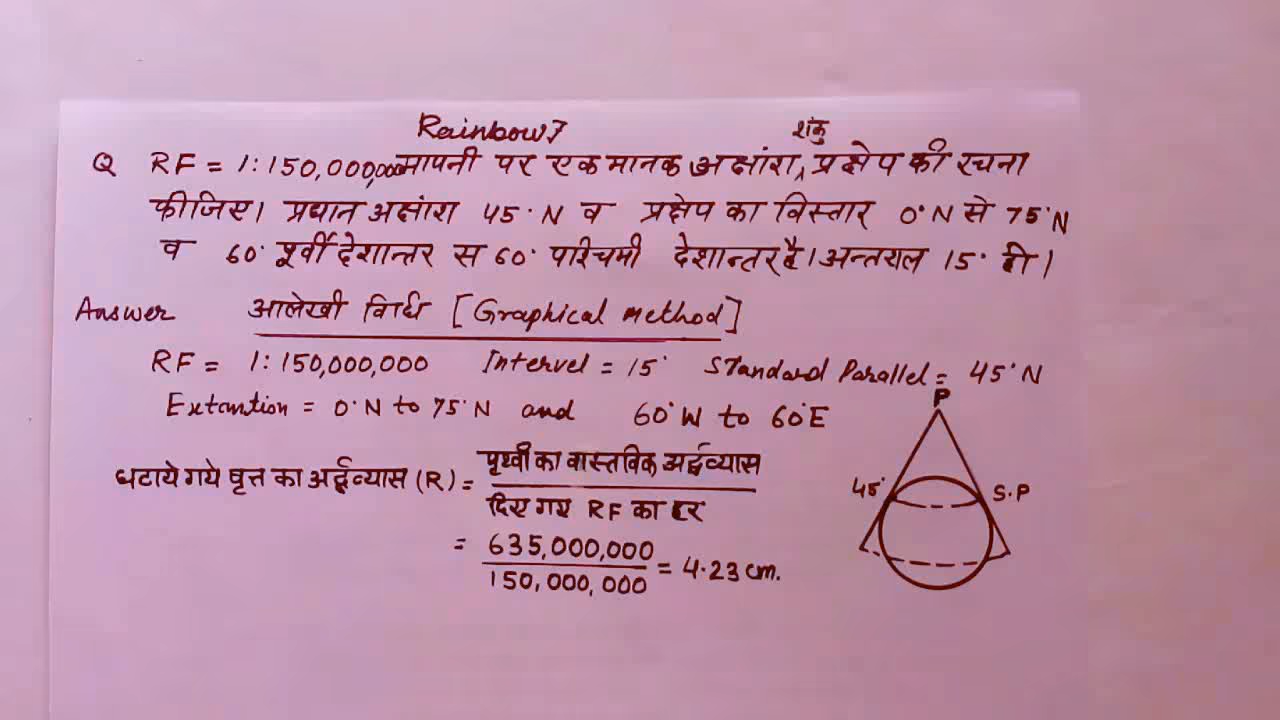 Rainbow7
शंकु
Q RF = 1:150,000,000 मापनी पर एक मानक अक्षांश प्रक्षेप की रचना
कीजिए। प्रधान अक्षांश 45°N व प्रक्षेप का विस्तार 0°N से 75°N
व 60° पूर्वी देशान्तर स 60° पश्चिमी देशान्तर है। अन्तराल 15°
Answer आलेखी विधि [Graphical method]
RF = 1:150,000,000 Intervel = 15° Standard Parallel = 45°N
Extantion = 0°N to 75°N and 60°W to 60°E
P
घटाये गये वृत्त का अर्द्धव्यास (R) = पृथ्वी का वास्तविक अर्द्धव्यास
दिए गए RF का हर
45° S.P
= 635,000,000
150,000,000 = 4.23 cm.